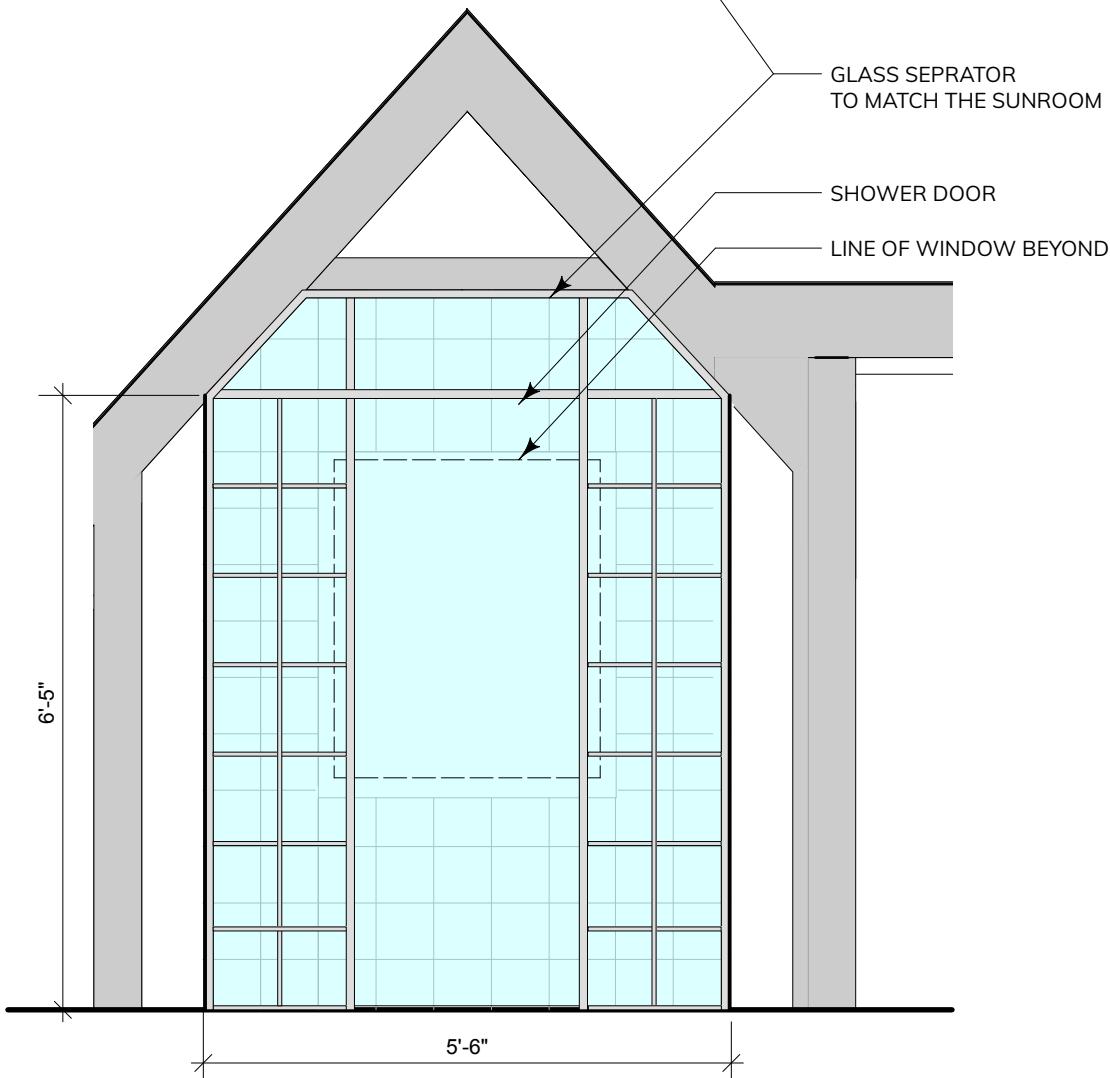 GLASS SEPRATOR
TO MATCH THE SUNROOM
SHOWER DOOR
LINE OF WINDOW BEYOND
6'-5"
5'-6"